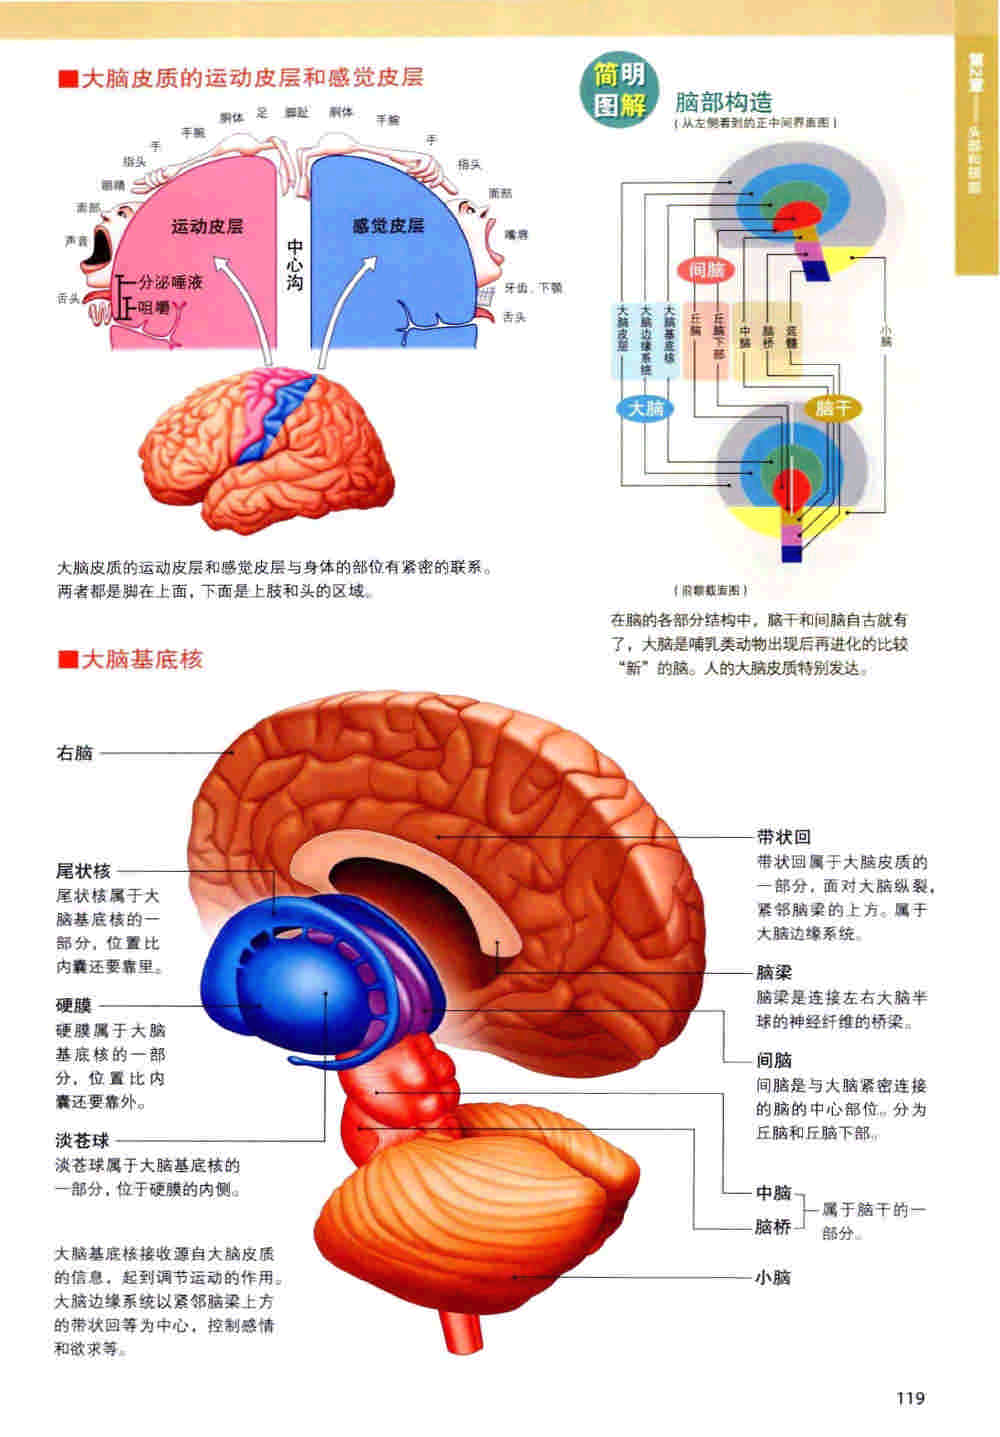 第2章——头部和颈部
■大脑皮质的运动皮层和感觉皮层
胴体
足
脚趾
胴体
手腕
手腕
手
手
指头
指头
眼睛
面部
面部
声音
嘴唇
牙齿、下颚
舌头
舌头
运动皮层
感觉皮层
中心沟
分泌唾液
咀嚼
大脑皮质的运动皮层和感觉皮层与身体的部位有紧密的联系。
两者都是脚在上面，下面是上肢和头的区域。
简明
图解
脑部构造
（从左侧看到的正中间界面图）
间脑
大脑皮层
大脑边缘系统
大脑基底核
丘脑
丘脑下部
中脑
脑桥
延髓
小脑
大脑
脑干
（前额截面图）
在脑的各部分结构中，脑干和间脑自古就有
了，大脑是哺乳类动物出现后再进化的比较
“新”的脑。人的大脑皮质特别发达。
■大脑基底核
右脑
尾状核
尾状核属于大
脑基底核的一
部分，位置比
内囊还要靠里。
硬膜
硬膜属于大脑
基底核的一部
分，位置比内
囊还要靠外。
淡苍球
淡苍球属于大脑基底核的
一部分，位于硬膜的内侧。
大脑基底核接收源自大脑皮质
的信息，起到调节运动的作用。
大脑边缘系统以紧邻脑梁上方
的带状回等为中心，控制感情
和欲求等。
带状回
带状回属于大脑皮质的
一部分，面对大脑纵裂，
紧邻脑梁的上方。属于
大脑边缘系统。
脑梁
脑梁是连接左右大脑半
球的神经纤维的桥梁。
间脑
间脑是与大脑紧密连接
的脑的中心部位。分为
丘脑和丘脑下部。
中脑
脑桥
属于脑干的一
部分。
小脑
119